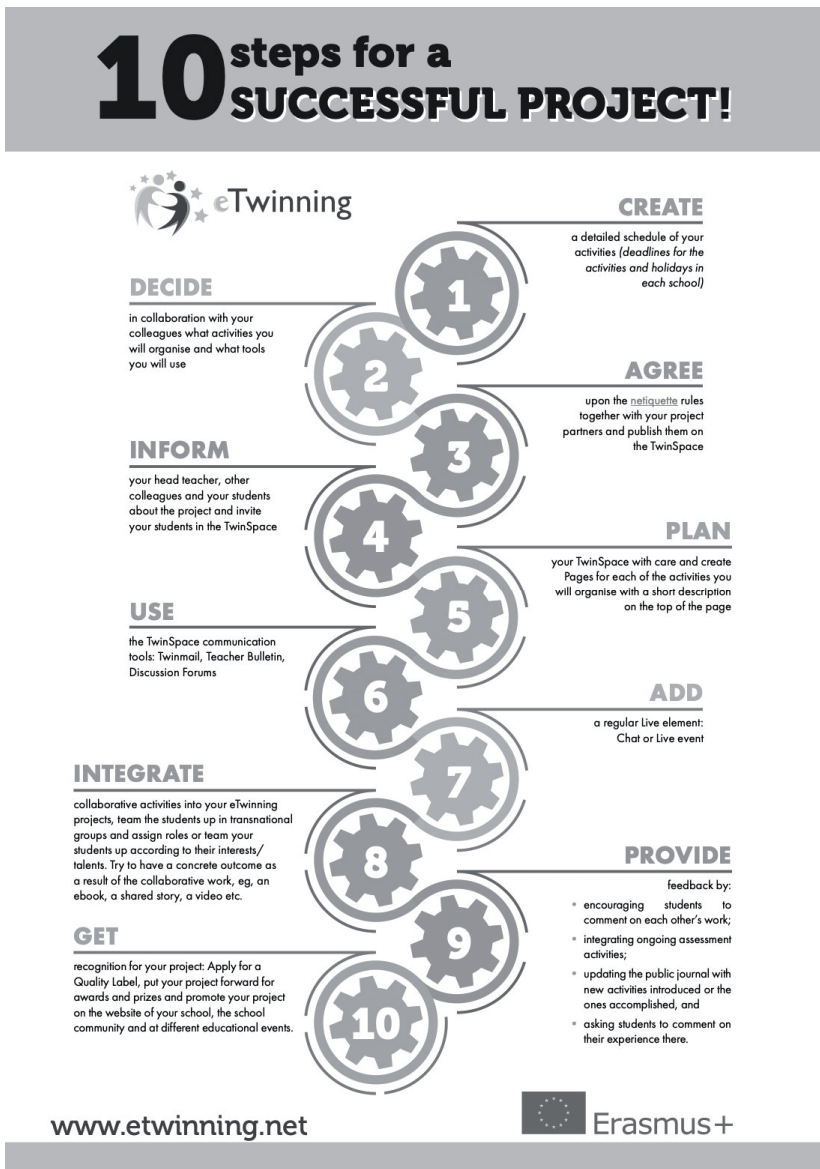 10 steps for a
SUCCESSFUL PROJECT!
eTwinning
CREATE
a detailed schedule of your
activities (deadlines for the
activities and holidays in
each school)
1
DECIDE
in collaboration with your
colleagues what activities you
will organise and what tools
you will use
2
AGREE
upon the netiquette rules
together with your project
partners and publish them on
the TwinSpace
3
INFORM
your head teacher, other
colleagues and your students
about the project and invite
your students in the TwinSpace
4
PLAN
your TwinSpace with care and create
Pages for each of the activities you
will organise with a short description
on the top of the page
5
USE
the TwinSpace communication
tools: Twinmail, Teacher Bulletin,
Discussion Forums
6
ADD
a regular Live element:
Chat or Live event
7
INTEGRATE
collaborative activities into your eTwinning
projects, team the students up in transnational
groups and assign roles or team your
students up according to their interests/
talents. Try to have a concrete outcome as
a result of the collaborative work, eg, an
ebook, a shared story, a video etc.
8
PROVIDE
feedback by:
• encouraging students to
comment on each other's work;
• integrating ongoing assessment
activities;
• updating the public journal with
new activities introduced or the
ones accomplished, and
• asking students to comment on
their experience there.
9
GET
recognition for your project: Apply for a
Quality Label, put your project forward for
awards and prizes and promote your project
on the website of your school, the school
community and at different educational events.
10
www.etwinning.net
Erasmus+